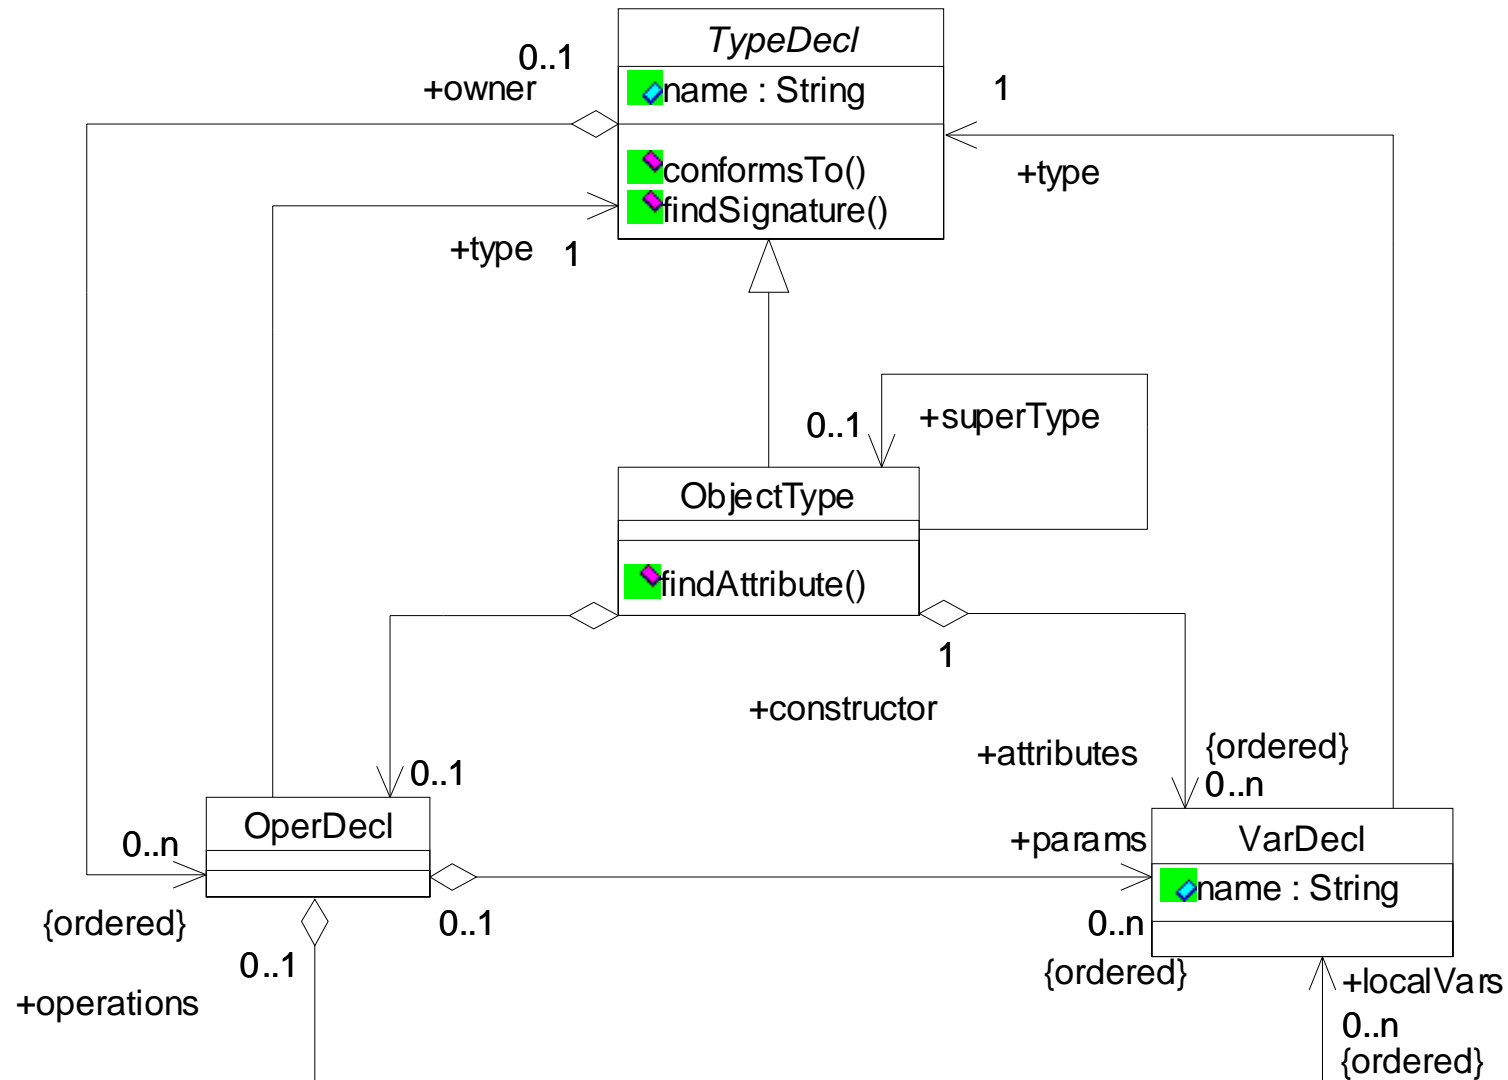 TypeDecl
0..1
+owner
name : String
1
conformsTo()
+type
findSignature()
+type
1
0..1
+superType
ObjectType
findAttribute()
1
+constructor
+attributes
{ordered}
0..1
0..n
OperDecl
0..n
+params
VarDecl
name : String
{ordered}
0..1
0..n
0..1
{ordered}
+localVars
+operations
0..n
{ordered}